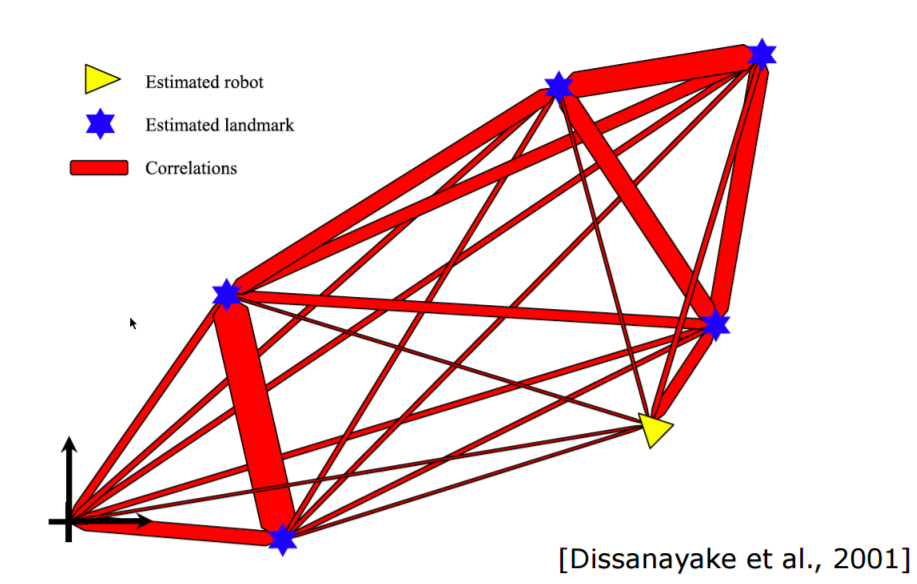 Estimated robot
Estimated landmark
Correlations
[Dissanayake et al., 2001]